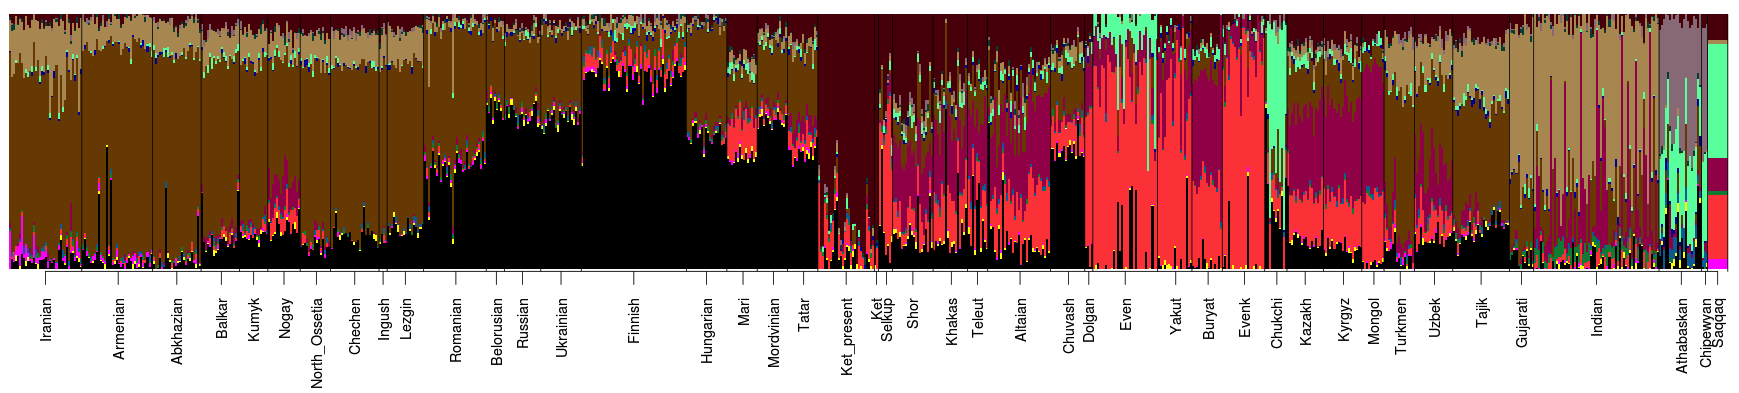 Iranian
Armenian
Abkhazian
Balkar
Kumyk
Nogay
North_Ossetia
Chechen
Ingush
Lezgin
Romanian
Belorusian
Russian
Ukrainian
Finnish
Hungarian
Mari
Mordvinian
Tatar
Ket_present
Ket
Selkup
Shor
Khakas
Teleut
Altaian
Chuvash
Dolgan
Even
Yakut
Buryat
Evenk
Chukchi
Kazakh
Kyrgyz
Mongol
Turkmen
Uzbek
Tajik
Gujarati
Indian
Athabaskan
Chipewyan
Saqqaq